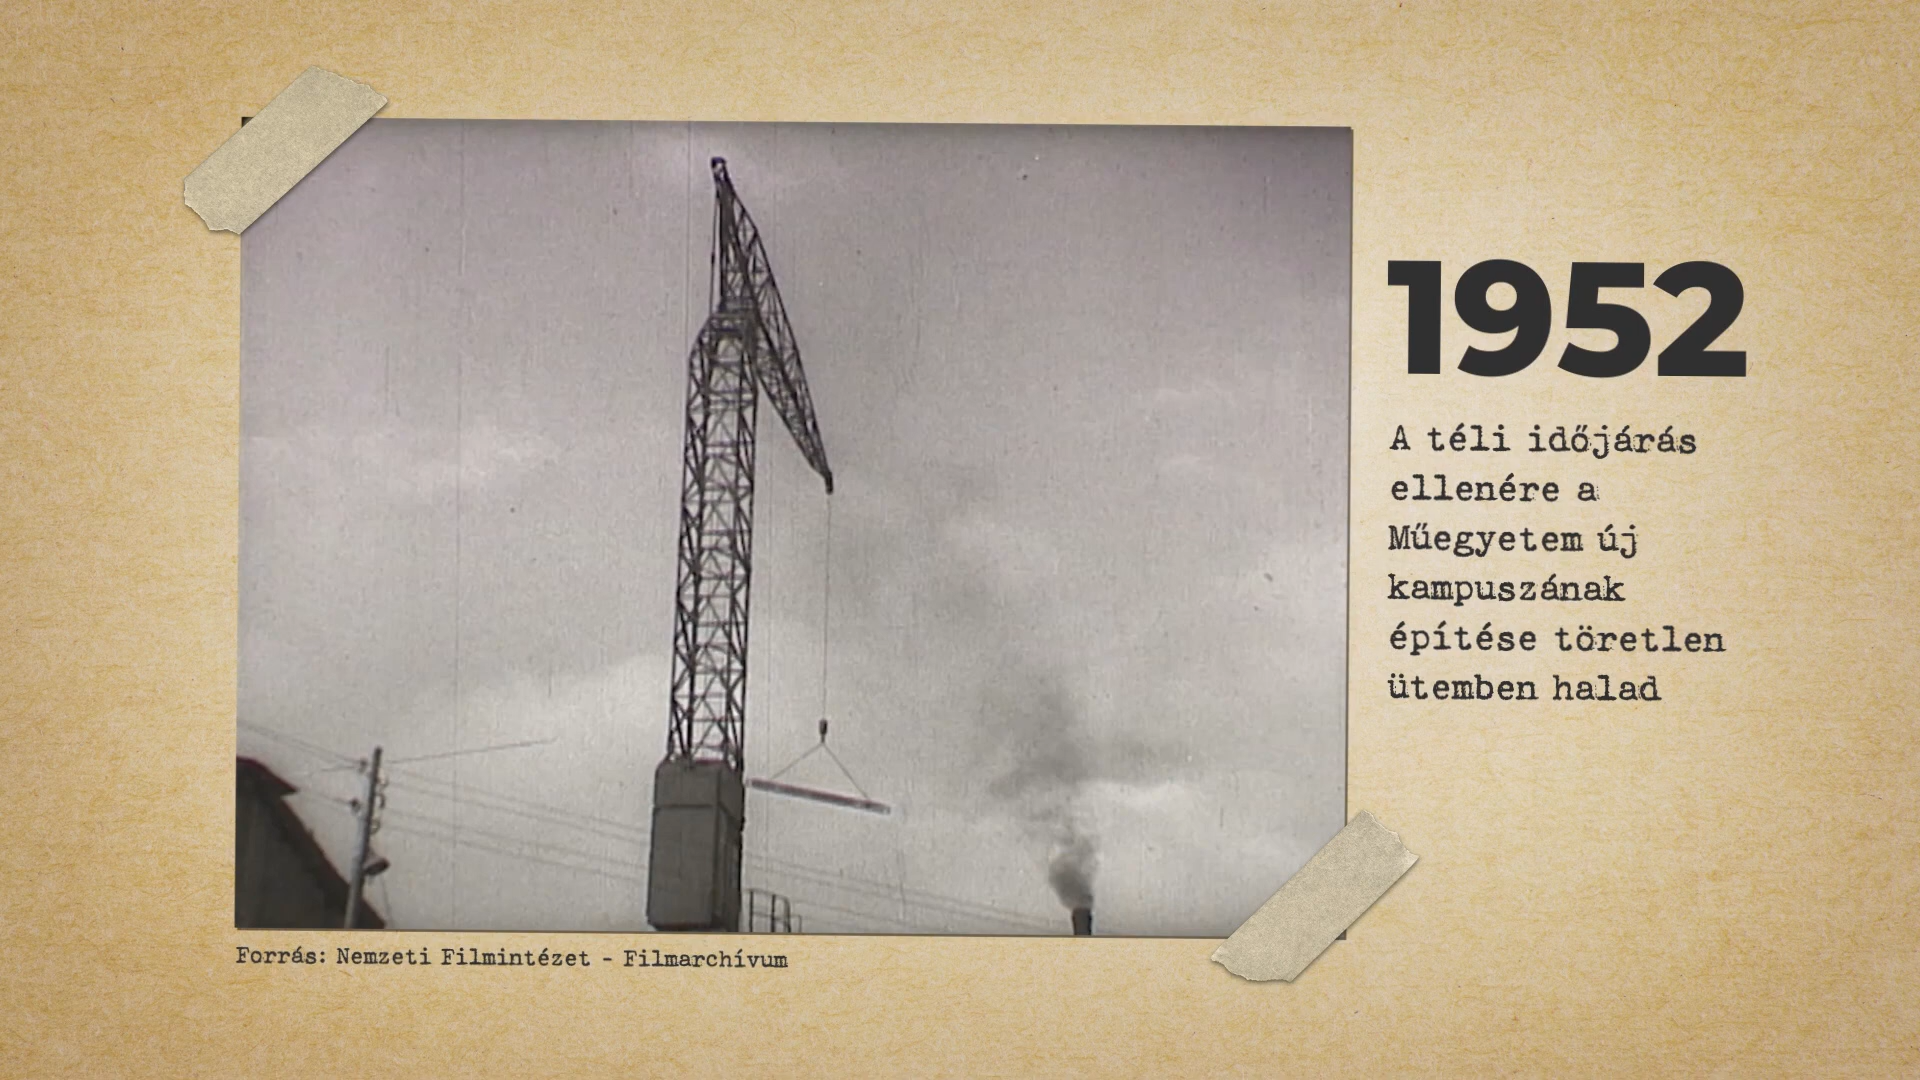 1952
A téli időjárás
ellenére a
Műegyetem új
kampuszának
építése töretlen
ütemben halad
Forrás: Nemzeti Filmintézet - Filmarchívum